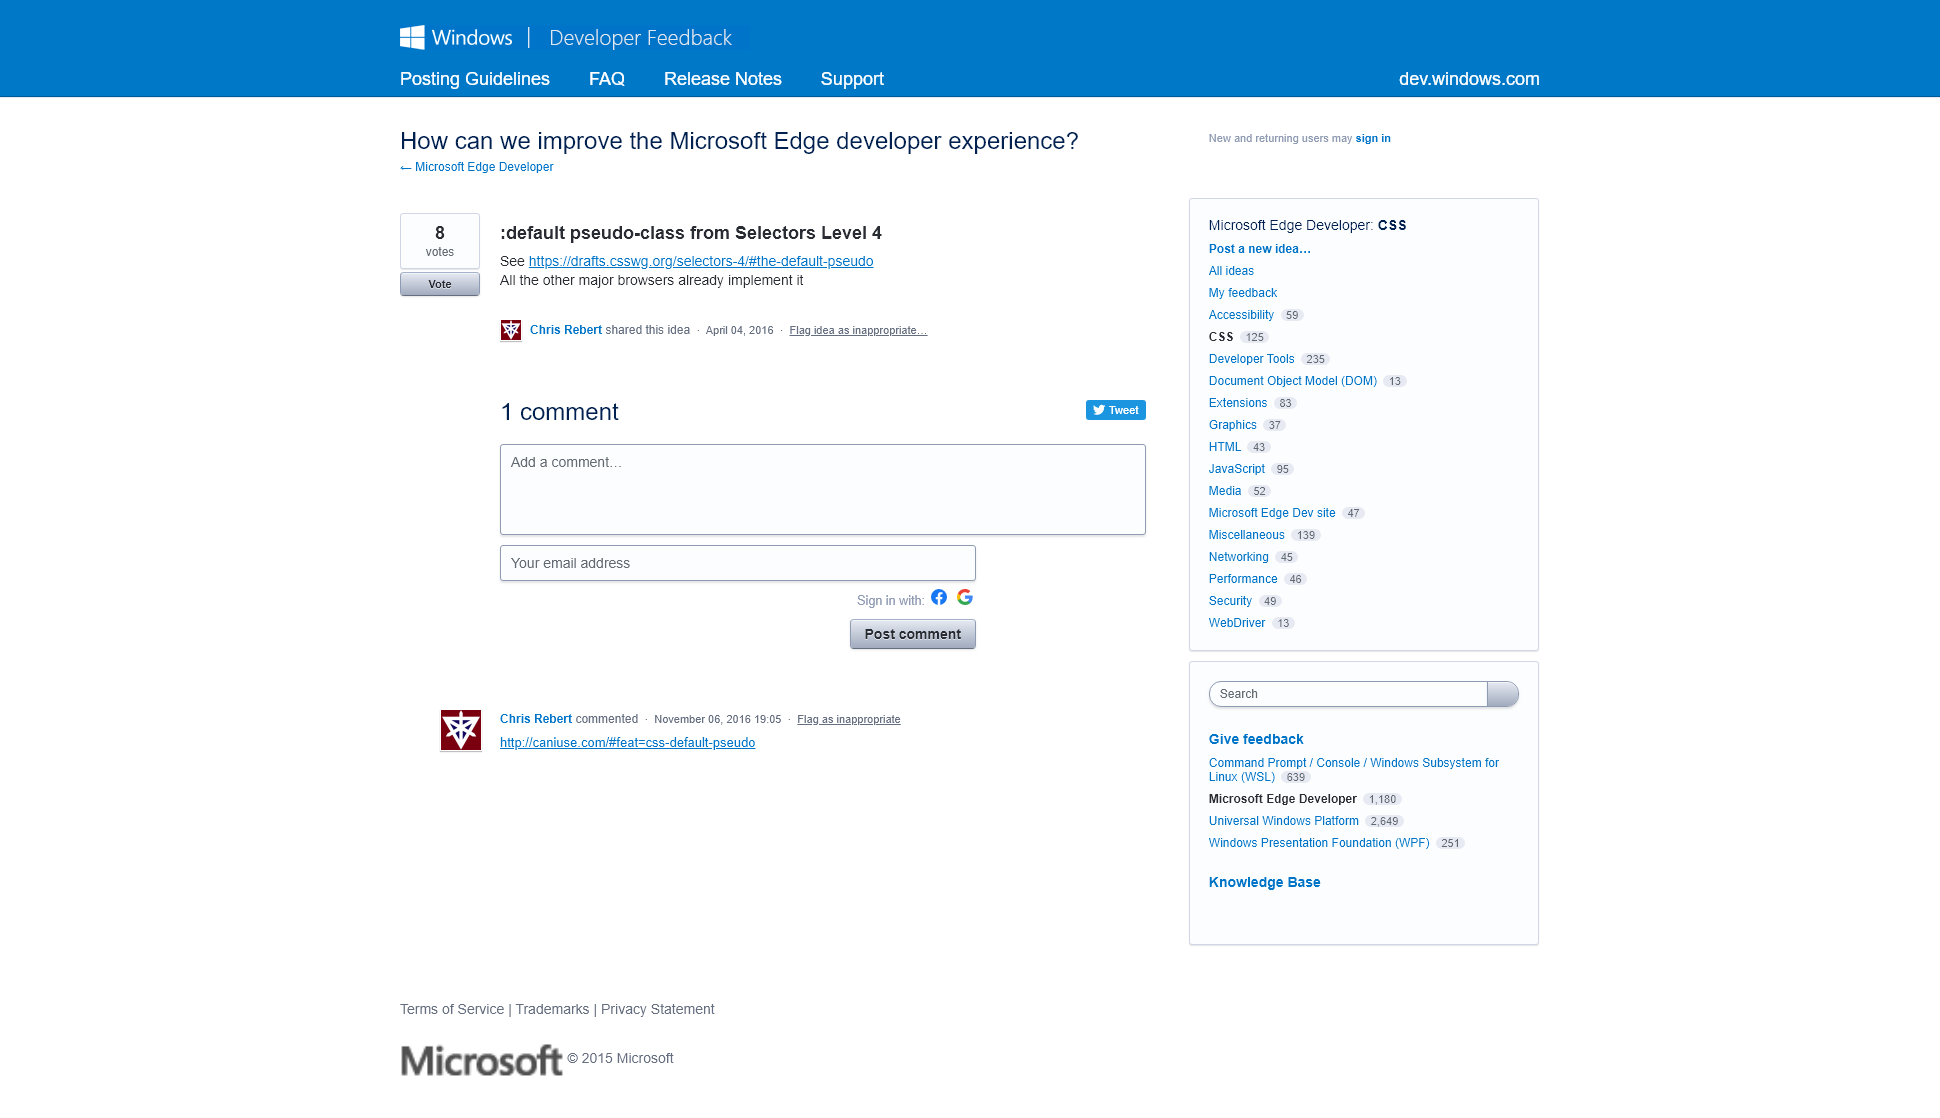 Windows | Developer Feedback
Posting Guidelines FAQ Release Notes Support dev.windows.com
How can we improve the Microsoft Edge developer experience?
← Microsoft Edge Developer
New and returning users may sign in
8
votes
Vote
:default pseudo-class from Selectors Level 4
See https://drafts.csswg.org/selectors-4/#the-default-pseudo
All the other major browsers already implement it
Chris Rebert shared this idea · April 04, 2016 · Flag idea as inappropriate…
1 comment
Tweet
Add a comment…
Your email address
Sign in with:
Post comment
Chris Rebert commented · November 06, 2016 19:05 · Flag as inappropriate
http://caniuse.com/#feat=css-default-pseudo
Microsoft Edge Developer: CSS
Post a new idea…
All ideas
My feedback
Accessibility 59
CSS 125
Developer Tools 235
Document Object Model (DOM) 13
Extensions 83
Graphics 37
HTML 43
JavaScript 95
Media 52
Microsoft Edge Dev site 47
Miscellaneous 139
Networking 45
Performance 46
Security 49
WebDriver 13
Search
Give feedback
Command Prompt / Console / Windows Subsystem for
Linux (WSL) 639
Microsoft Edge Developer 1,180
Universal Windows Platform 2,649
Windows Presentation Foundation (WPF) 251
Knowledge Base
Terms of Service | Trademarks | Privacy Statement
Microsoft © 2015 Microsoft